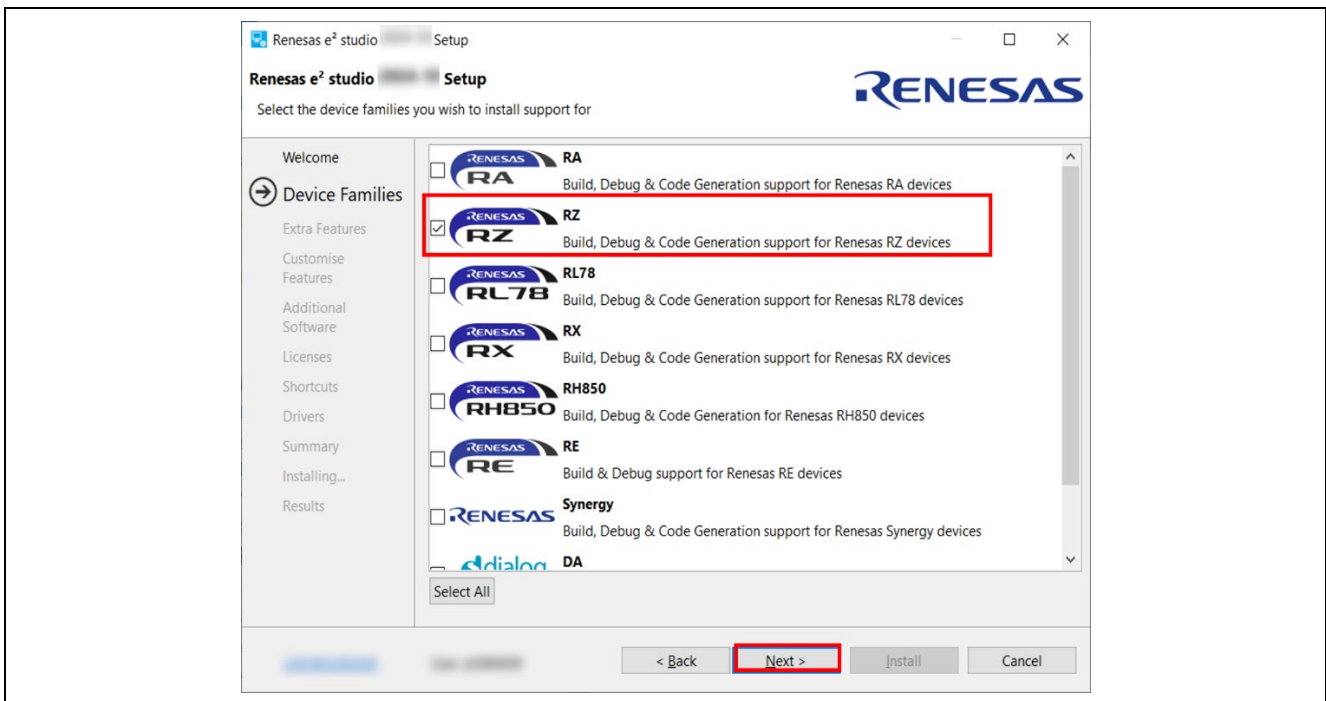 Renesas e² studio Setup
Renesas e² studio Setup
Select the device families you wish to install support for
RENESAS
Welcome
Device Families
Extra Features
Customise
Features
Additional
Software
Licenses
Shortcuts
Drivers
Summary
Installing...
Results
RENESAS
RA
RA
Build, Debug & Code Generation support for Renesas RA devices
RENESAS
RZ
RZ
Build, Debug & Code Generation support for Renesas RZ devices
RENESAS
RL78
RL78
Build, Debug & Code Generation support for Renesas RL78 devices
RENESAS
RX
RX
Build, Debug & Code Generation support for Renesas RX devices
RENESAS
RH850
RH850
Build, Debug & Code Generation for Renesas RH850 devices
RENESAS
RE
RE
Build & Debug support for Renesas RE devices
RENESAS
Synergy
Build, Debug & Code Generation support for Renesas Synergy devices
dialog
DA
Select All
< Back
Next >
Install
Cancel